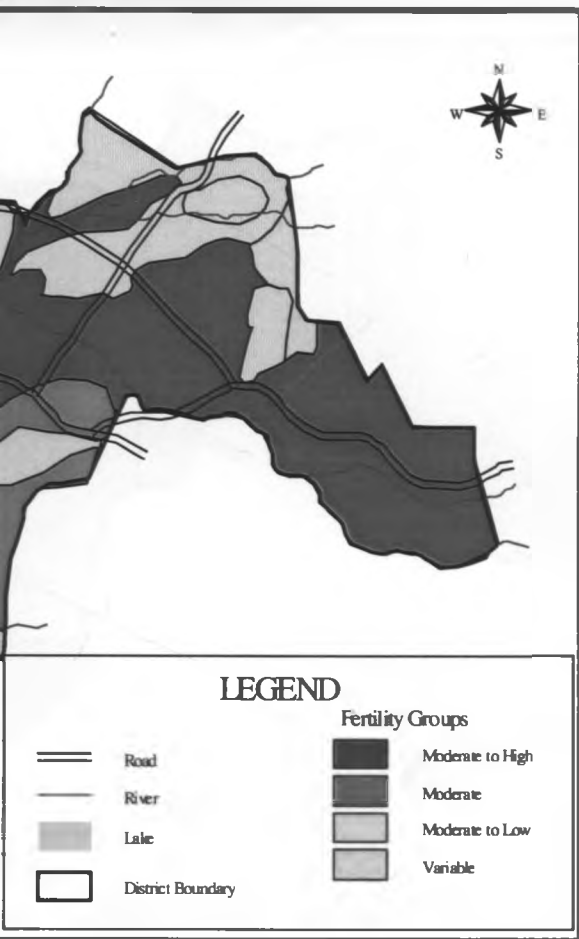 N
W E
S
LEGEND
Fertility Groups
Road
River
Lake
District Boundary
Moderate to High
Moderate
Moderate to Low
Variable